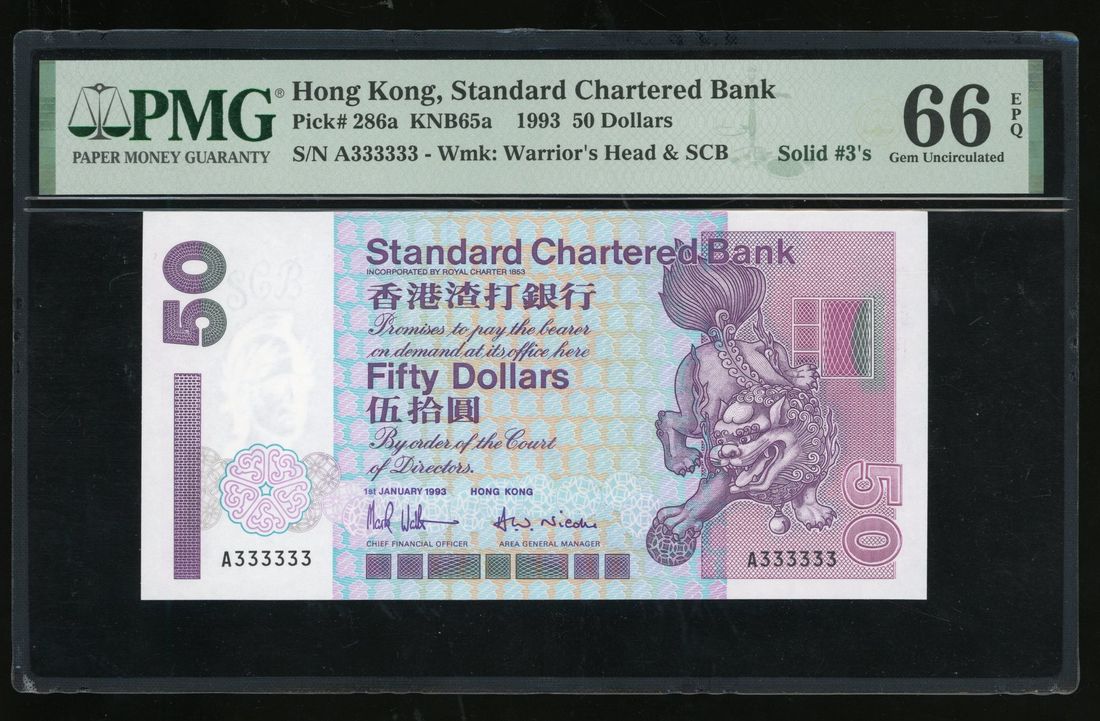 PMG®
PAPER MONEY GUARANTY
Hong Kong, Standard Chartered Bank
Pick# 286a KNB65a 1993 50 Dollars
S/N A333333 - Wmk: Warrior's Head & SCB Solid #3's
66 EPQ
Gem Uncirculated
50
SCB
Standard Chartered Bank
INCORPORATED BY ROYAL CHARTER 1853
香港渣打銀行
Promises to pay the bearer
on demand at its office here
Fifty Dollars
伍拾圓
By order of the Court
of Directors.
1st JANUARY 1993 HONG KONG
CHIEF FINANCIAL OFFICER AREA GENERAL MANAGER
A333333
A333333
50